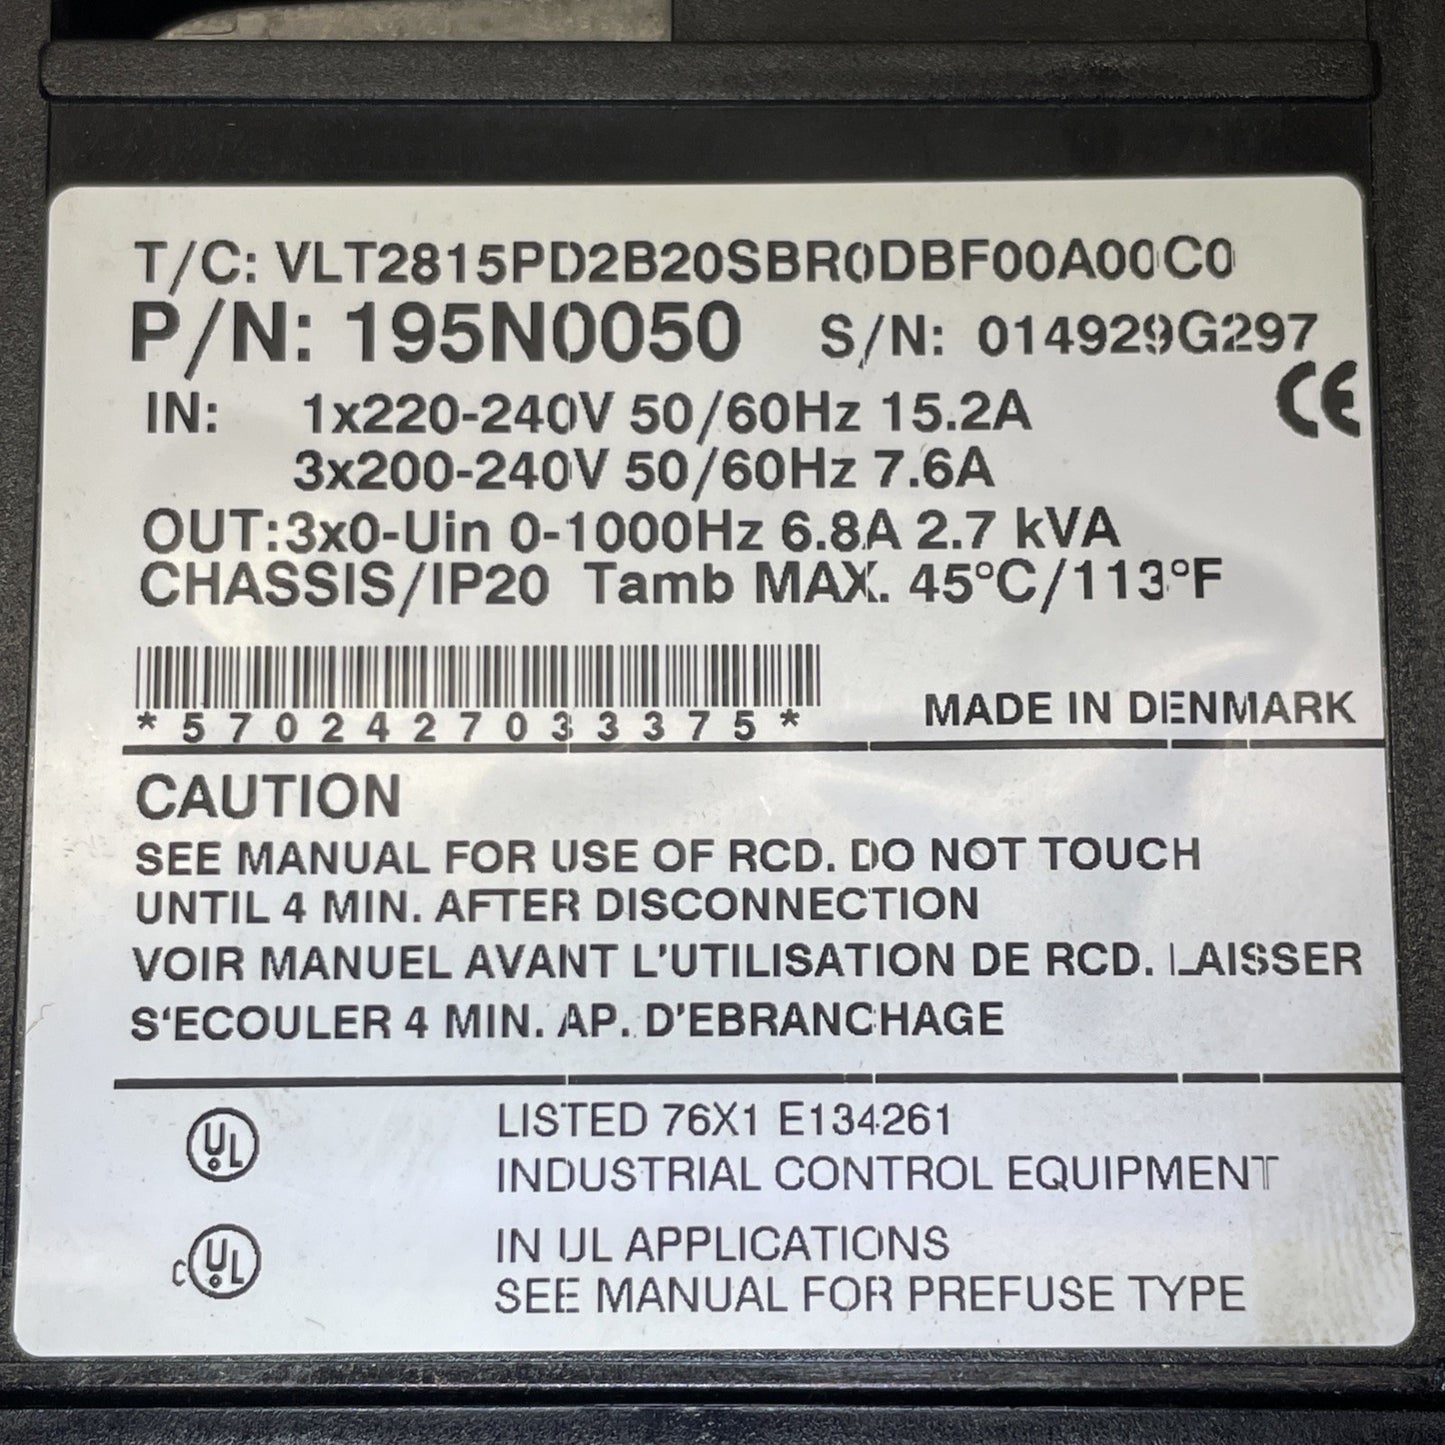 T/C: VLT2815PD2B20SBR0DBF00A00C0
P/N: 195N0050 S/N: 014929G297
CE
IN: 1x220-240V 50/60Hz 15.2A
3x200-240V 50/60Hz 7.6A
OUT:3x0-Uin 0-1000Hz 6.8A 2.7 kVA
CHASSIS/IP20 Tamb MAX. 45°C/113°F
*5702427033375*
MADE IN DENMARK
CAUTION
SEE MANUAL FOR USE OF RCD. DO NOT TOUCH
UNTIL 4 MIN. AFTER DISCONNECTION
VOIR MANUEL AVANT L'UTILISATION DE RCD. LAISSER
S'ECOULER 4 MIN. AP. D'EBRANCHAGE
UL LISTED 76X1 E134261
INDUSTRIAL CONTROL EQUIPMENT
c UL IN UL APPLICATIONS
SEE MANUAL FOR PREFUSE TYPE